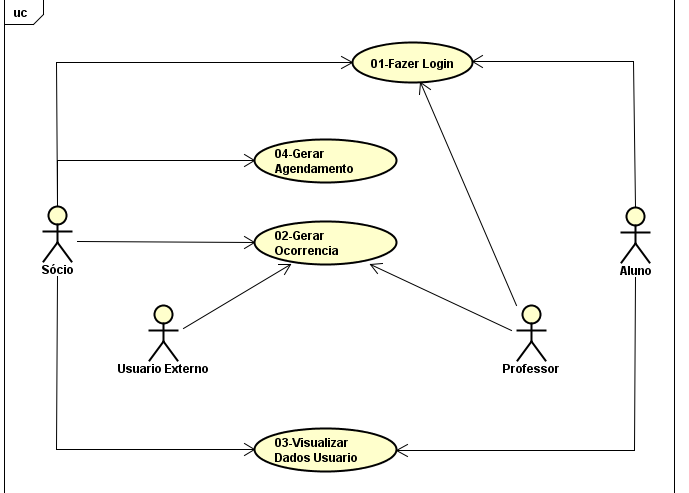 uc
01-Fazer Login
04-Gerar
Agendamento
02-Gerar
Ocorrencia
Sócio
Aluno
Usuario Externo
Professor
03-Visualizar
Dados Usuario